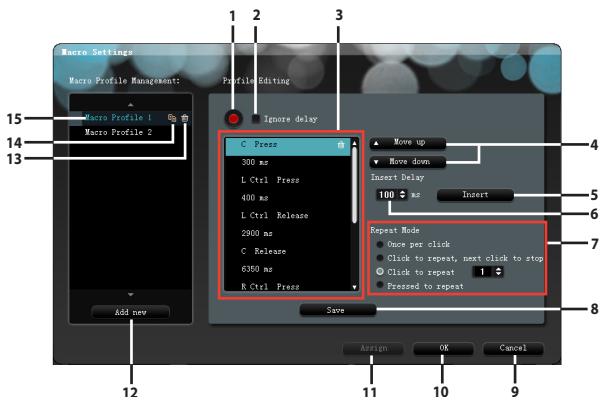 1
2
3
Macro Settings
Macro Profile Management:
Profile Editing
Ignore delay
15
Macro Profile 1
14
Macro Profile 2
13
C Press
300 ms
L Ctrl Press
400 ms
L Ctrl Release
2900 ms
C Release
6350 ms
R Ctrl Press
Move up
4
Move down
Insert Delay
100 ms
Insert
5
6
Repeat Mode
7
Once per click
Click to repeat, next click to stop
Click to repeat 1
Pressed to repeat
Add new
Save
8
Assign
OK
Cancel
12
11
10
9